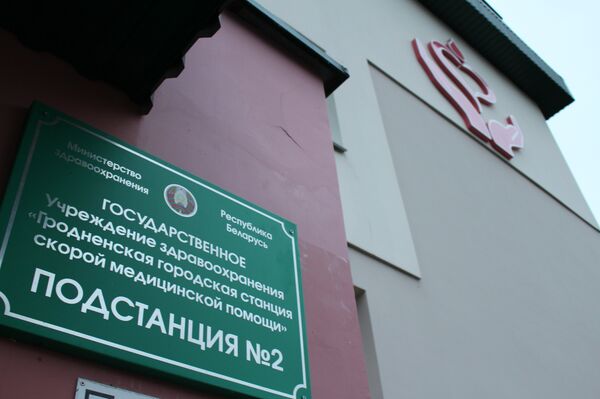 Министерство
здравоохранения
Республика
Беларусь
ГОСУДАРСТВЕННОЕ
Учреждение здравоохранения
«Гродненская городская станция
скорой медицинской помощи»
ПОДСТАНЦИЯ №2